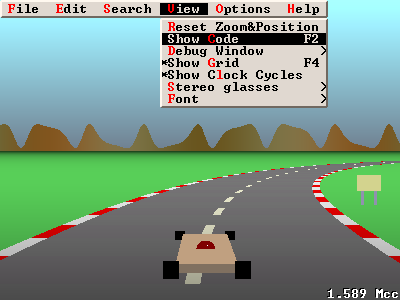 File Edit Search View Options Help
Reset Zoom&Position
Show Code F2
Debug Window >
*Show Grid F4
*Show Clock Cycles
Stereo glasses >
Font >
1.589 Mcc